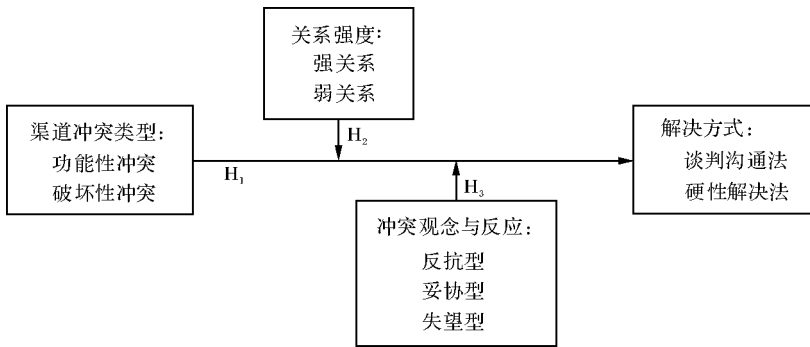 关系强度：
强关系
弱关系
渠道冲突类型：
功能性冲突
破坏性冲突
H₂
H₁
解决方式：
谈判沟通法
硬性解决法
H₃
冲突观念与反应：
反抗型
妥协型
失望型